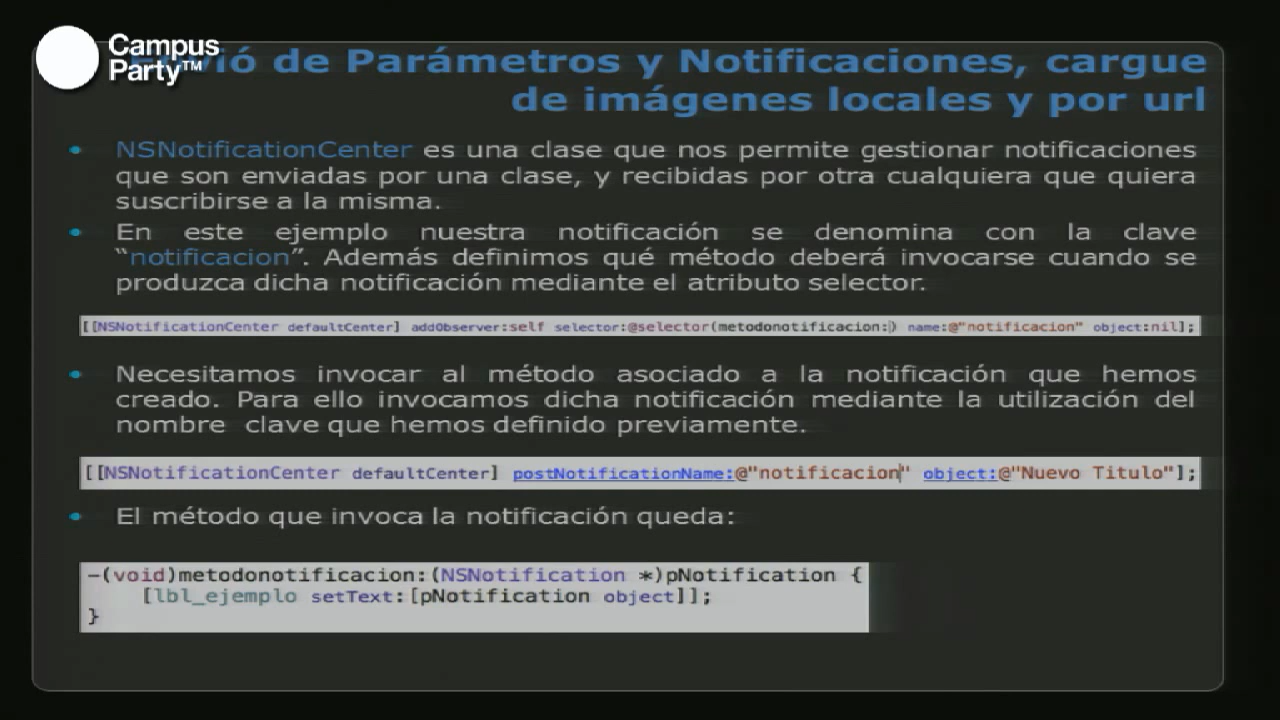 Campus
Party™
Envió de Parámetros y Notificaciones, cargue
de imágenes locales y por url
• NSNotificationCenter es una clase que nos permite gestionar notificaciones
que son enviadas por una clase, y recibidas por otra cualquiera que quiera
suscribirse a la misma.
• En este ejemplo nuestra notificación se denomina con la clave
“notificacion”. Además definimos qué método deberá invocarse cuando se
produzca dicha notificación mediante el atributo selector.
[[NSNotificationCenter defaultCenter] addObserver:self selector:@selector(metodonotificacion:) name:@"notificacion" object:nil];
• Necesitamos invocar al método asociado a la notificación que hemos
creado. Para ello invocamos dicha notificación mediante la utilización del
nombre clave que hemos definido previamente.
[[NSNotificationCenter defaultCenter] postNotificationName:@"notificacion" object:@"Nuevo Titulo"];
• El método que invoca la notificación queda:
-(void)metodonotificacion:(NSNotification *)pNotification {
[lbl_ejemplo setText:[pNotification object]];
}